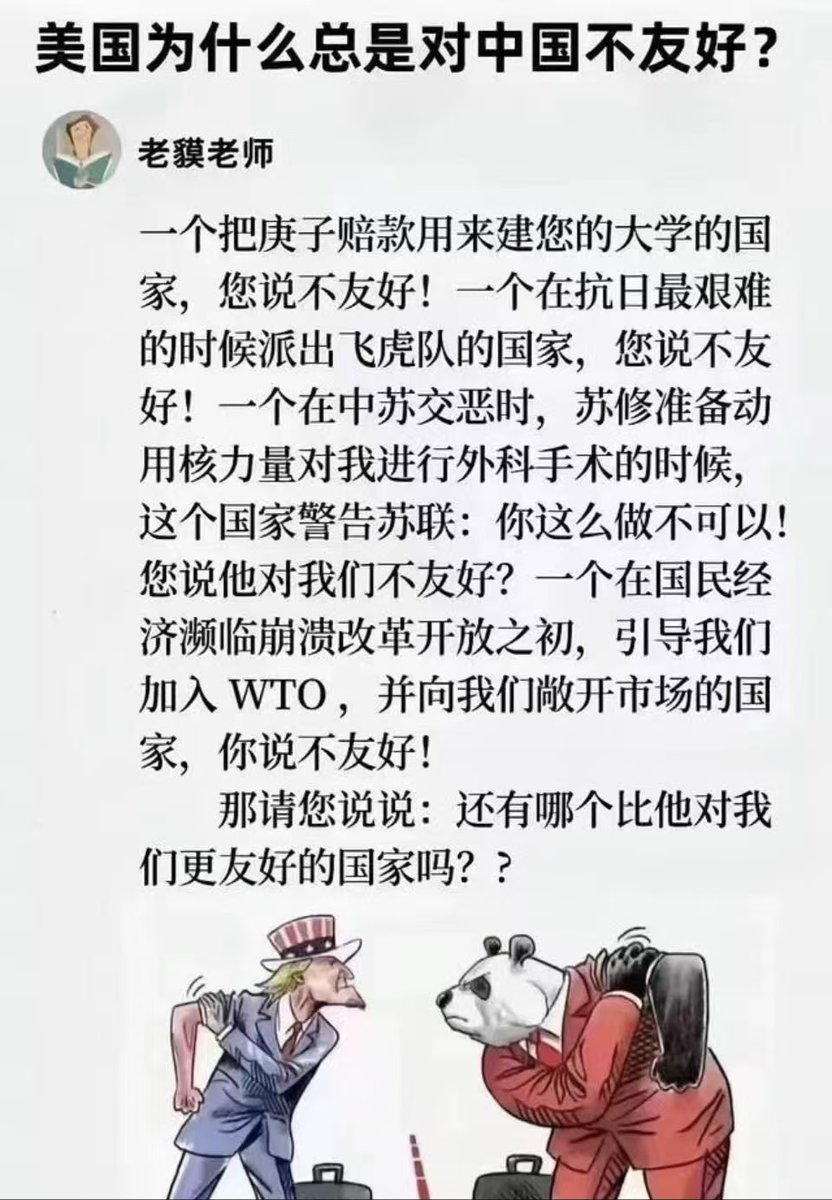 美国为什么总是对中国不友好？
老貘老师
一个把庚子赔款用来建您的大学的国
家，您说不友好！一个在抗日最艰难
的时候派出飞虎队的国家，您说不友
好！一个在中苏交恶时，苏修准备动
用核力量对我进行外科手术的时候，
这个国家警告苏联：你这么做不可以！
您说他对我们不友好？一个在国民经
济濒临崩溃改革开放之初，引导我们
加入 WTO ，并向我们敞开市场的国
家，你说不友好！
那请您说说：还有哪个比他对我
们更友好的国家吗？？